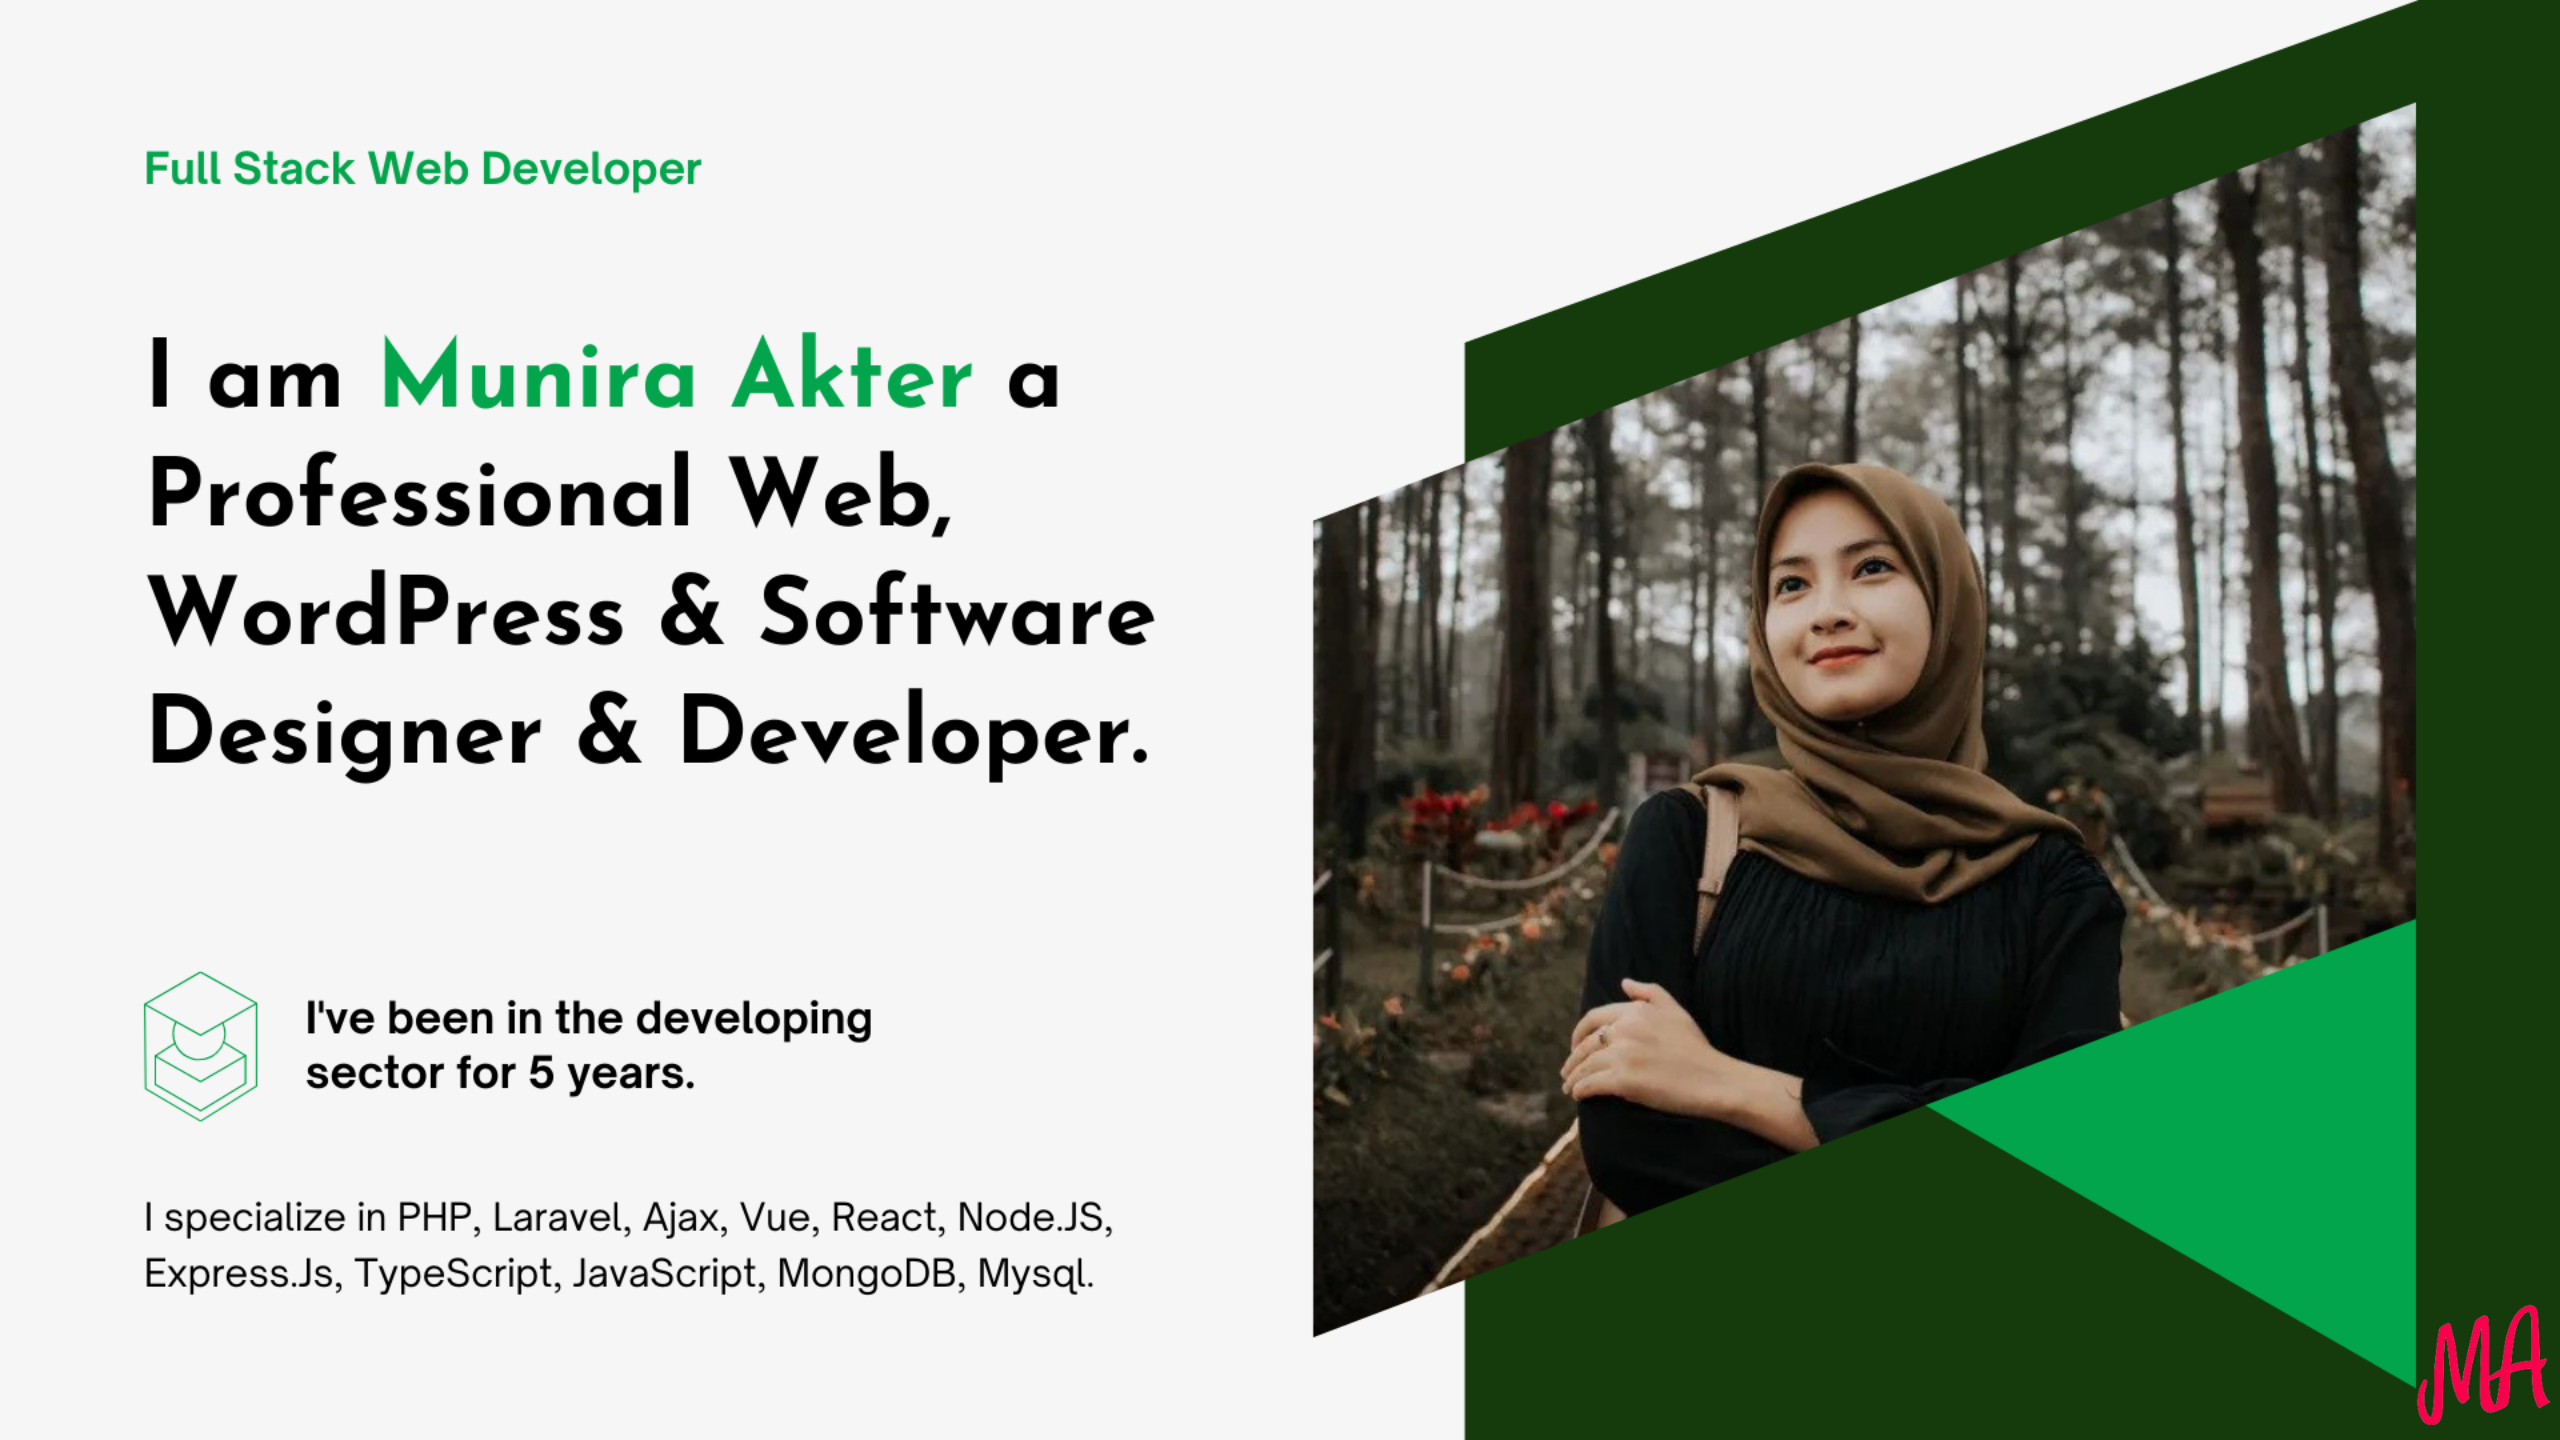 Full Stack Web Developer
I am Munira Akter a
Professional Web,
WordPress & Software
Designer & Developer.
I've been in the developing
sector for 5 years.
I specialize in PHP, Laravel, Ajax, Vue, React, Node.JS,
Express.Js, TypeScript, JavaScript, MongoDB, Mysql.
MA